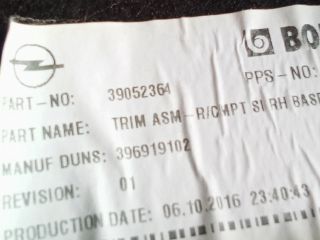 BO
PPS-NO:
PART-NO: 39052364
PART NAME: TRIM ASM-R/CMPT SI RH BASE
MANUF DUNS: 396919102
REVISION: 01
PRODUCTION DATE: 06.10.2016 23:40:43